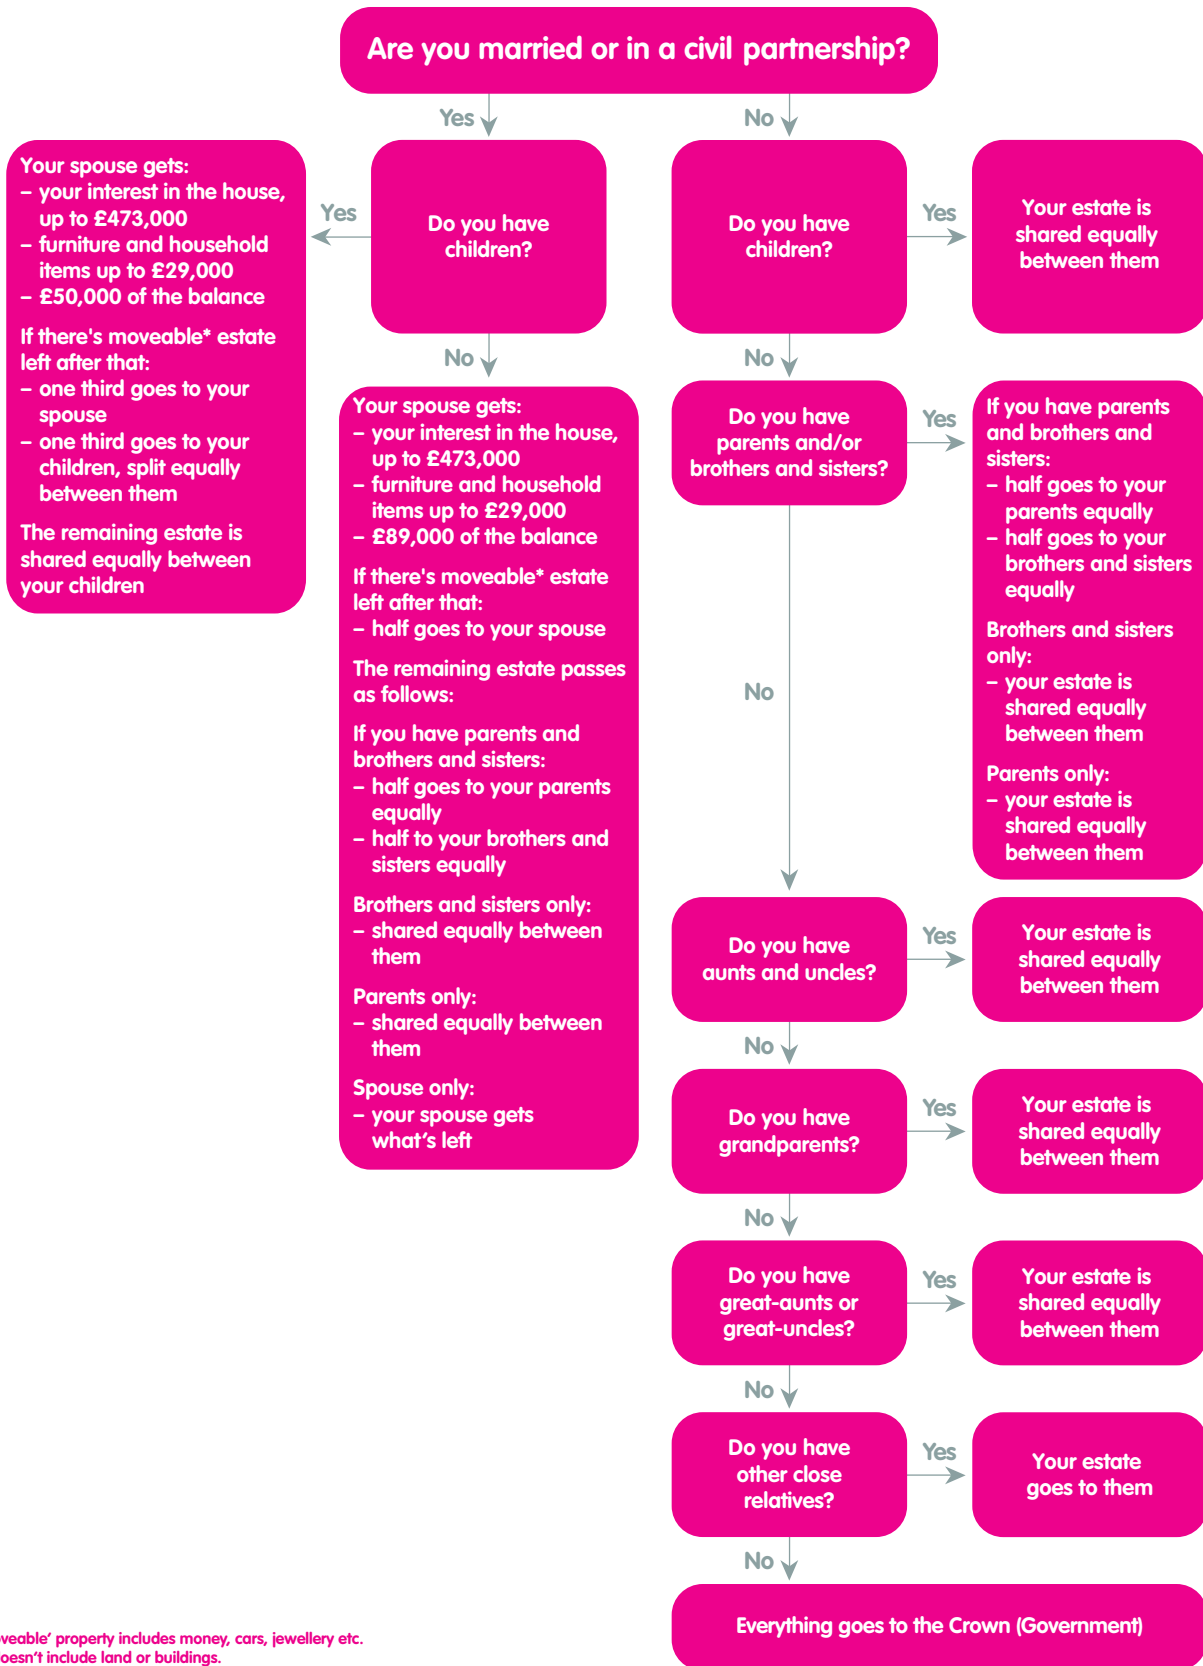 Are you married or in a civil partnership?
Yes
No
Your spouse gets:
– your interest in the house,
up to £473,000
– furniture and household
items up to £29,000
– £50,000 of the balance
If there's moveable* estate
left after that:
– one third goes to your
spouse
– one third goes to your
children, split equally
between them
The remaining estate is
shared equally between
your children
Yes
Do you have
children?
Do you have
children?
Yes
Your estate is
shared equally
between them
No
No
Your spouse gets:
– your interest in the house,
up to £473,000
– furniture and household
items up to £29,000
– £89,000 of the balance
If there's moveable* estate
left after that:
– half goes to your spouse
The remaining estate passes
as follows:
If you have parents and
brothers and sisters:
– half goes to your parents
equally
– half to your brothers and
sisters equally
Brothers and sisters only:
– shared equally between
them
Parents only:
– shared equally between
them
Spouse only:
– your spouse gets
what's left
Do you have
parents and/or
brothers and sisters?
Yes
If you have parents
and brothers and
sisters:
– half goes to your
parents equally
– half goes to your
brothers and sisters
equally
Brothers and sisters
only:
– your estate is
shared equally
between them
Parents only:
– your estate is
shared equally
between them
No
Do you have
aunts and uncles?
Yes
Your estate is
shared equally
between them
No
Do you have
grandparents?
Yes
Your estate is
shared equally
between them
No
Do you have
great-aunts or
great-uncles?
Yes
Your estate is
shared equally
between them
No
Do you have
other close
relatives?
Yes
Your estate
goes to them
No
Everything goes to the Crown (Government)
property includes money, cars, jewellery etc.
include land or buildings.